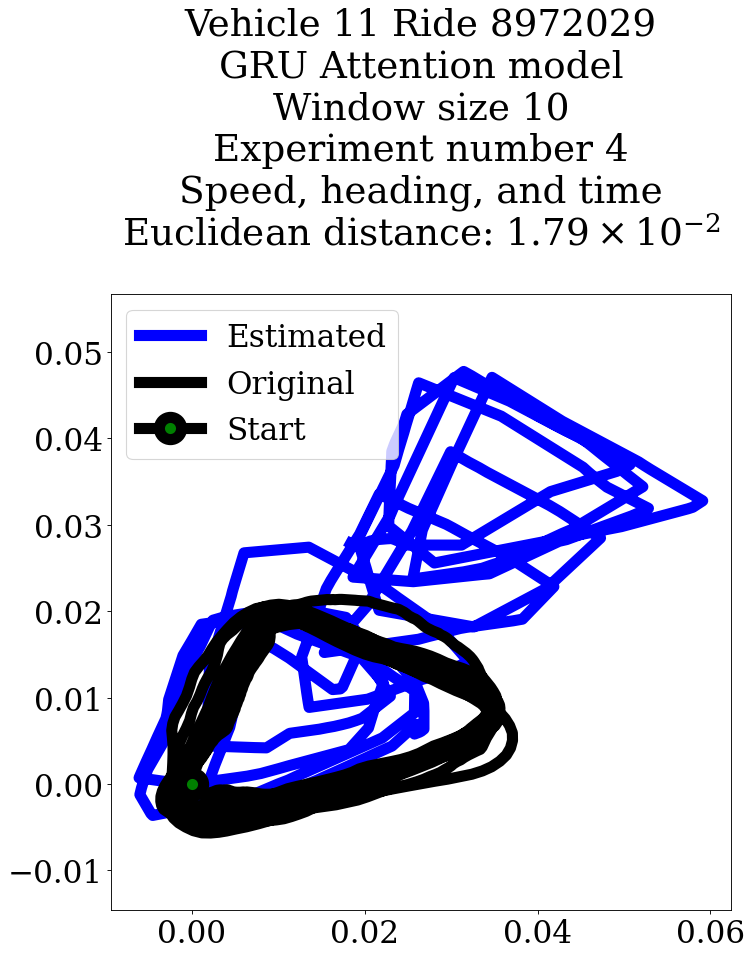 Vehicle 11 Ride 8972029
GRU Attention model
Window size 10
Experiment number 4
Speed, heading, and time
Euclidean distance: 1.79 × 10⁻²
Estimated
Original
Start
0.05
0.04
0.03
0.02
0.01
0.00
−0.01
0.00 0.02 0.04 0.06